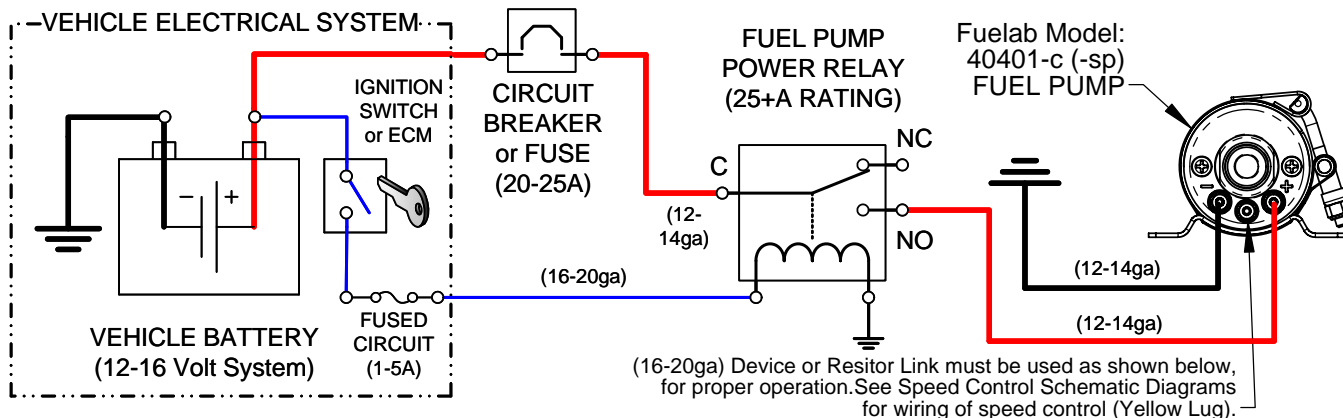 VEHICLE ELECTRICAL SYSTEM
IGNITION
SWITCH
or ECM
− +
VEHICLE BATTERY
(12-16 Volt System)
FUSED
CIRCUIT
(1-5A)
CIRCUIT
BREAKER
or FUSE
(20-25A)
(16-20ga)
FUEL PUMP
POWER RELAY
(25+A RATING)
C
NC
NO
(12-
14ga)
Fuelab Model:
40401-c (-sp)
FUEL PUMP
− +
(12-14ga)
(12-14ga)
(16-20ga) Device or Resitor Link must be used as shown below,
for proper operation.See Speed Control Schematic Diagrams
for wiring of speed control (Yellow Lug).